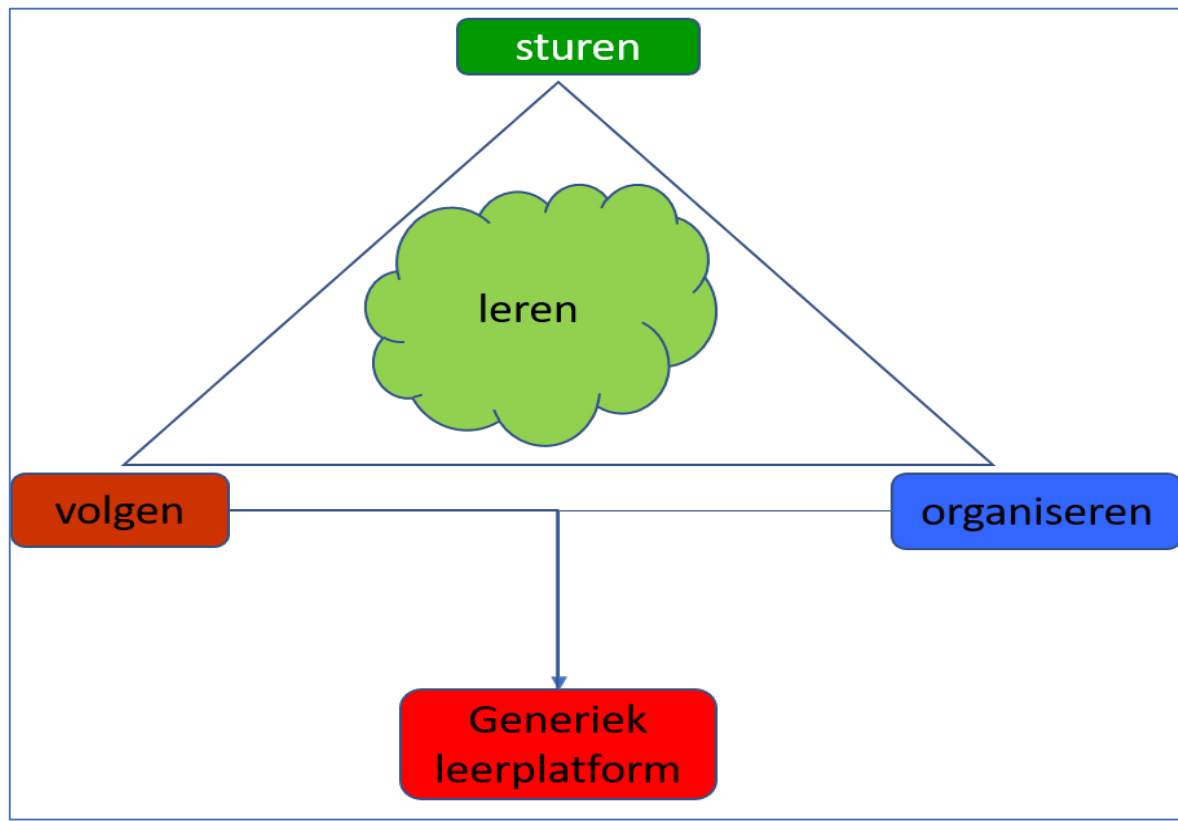 sturen
leren
volgen
organiseren
Generiek
leerplatform